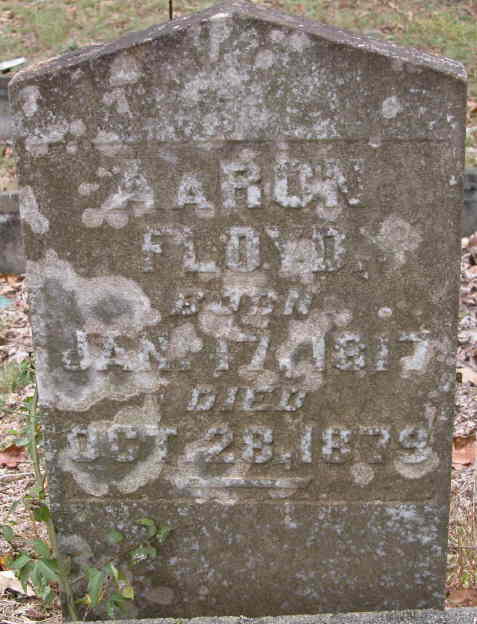 AARON
FLOYD,
BORN
JAN. 17, 1817
DIED
OCT. 28, 1879